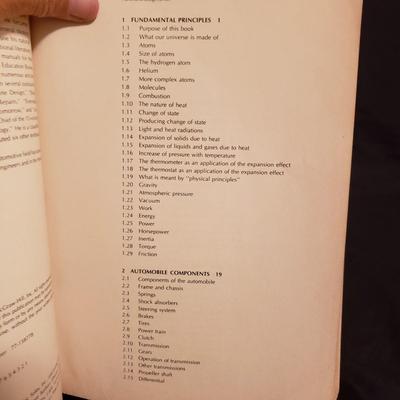 1 FUNDAMENTAL PRINCIPLES 1
1.1 Purpose of this book
1.2 What our universe is made of
1.3 Atoms
1.4 Size of atoms
1.5 The hydrogen atom
1.6 Helium
1.7 More complex atoms
1.8 Molecules
1.9 Combustion
1.10 The nature of heat
1.11 Change of state
1.12 Producing change of state
1.13 Light and heat radiations
1.14 Expansion of solids due to heat
1.15 Expansion of liquids and gases due to heat
1.16 Increase of pressure with temperature
1.17 The thermometer as an application of the expansion effect
1.18 The thermostat as an application of the expansion effect
1.19 What is meant by "physical principles"
1.20 Gravity
1.21 Atmospheric pressure
1.22 Vacuum
1.23 Work
1.24 Energy
1.25 Power
1.26 Horsepower
1.27 Inertia
1.28 Torque
1.29 Friction
2 AUTOMOBILE COMPONENTS 19
2.1 Components of the automobile
2.2 Frame and chassis
2.3 Springs
2.4 Shock absorbers
2.5 Steering system
2.6 Brakes
2.7 Tires
2.8 Power train
2.9 Clutch
2.10 Transmission
2.11 Gears
2.12 Operation of transmission
2.13 Other transmissions
2.14 Propeller shaft
2.15 Differential